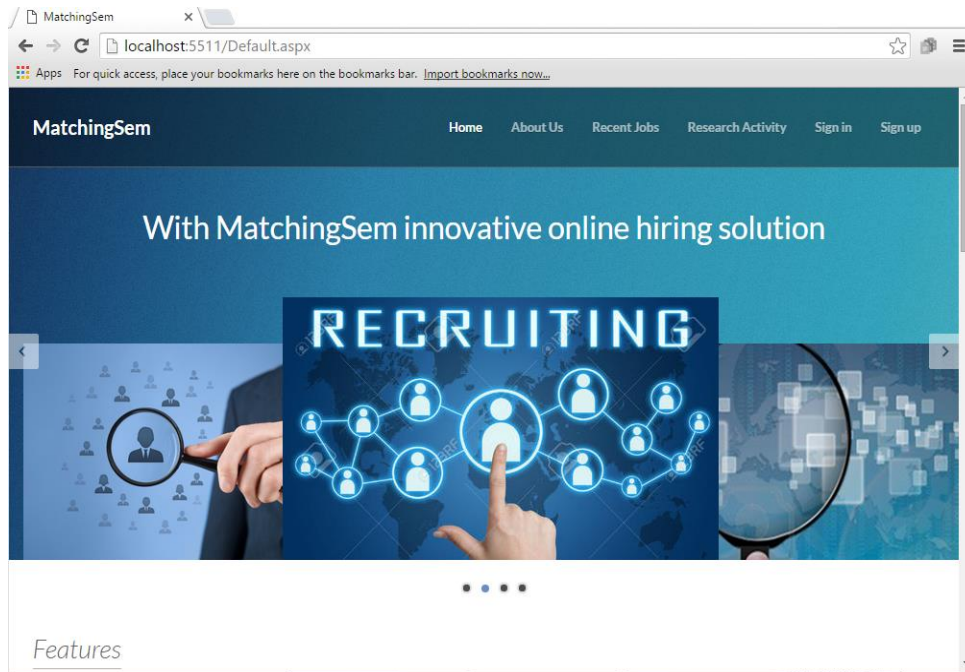 MatchingSem
localhost:5511/Default.aspx
Apps For quick access, place your bookmarks here on the bookmarks bar. Import bookmarks now...
MatchingSem Home About Us Recent Jobs Research Activity Sign in Sign up
With MatchingSem innovative online hiring solution
RECRUITING
Features